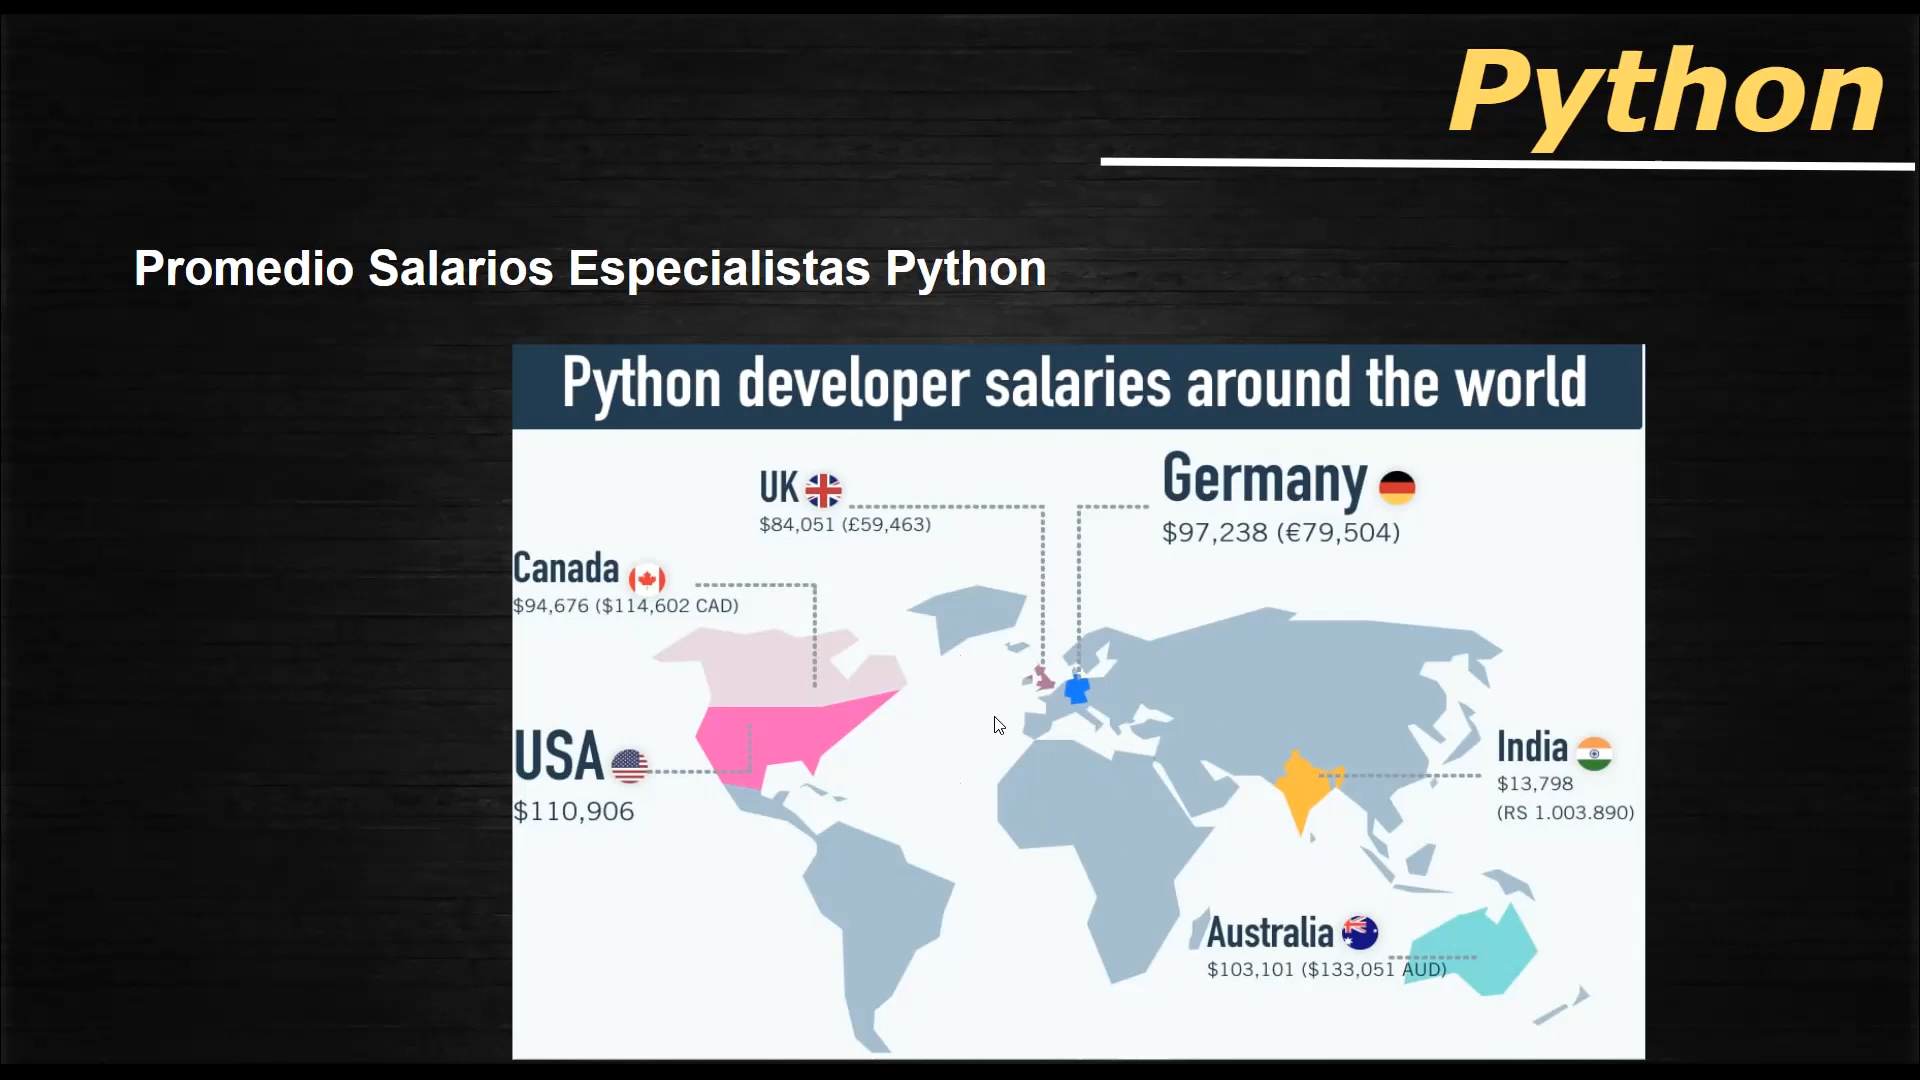 Python
Promedio Salarios Especialistas Python
Python developer salaries around the world
UK
$84,051 (£59,463)
Germany
$97,238 (€79,504)
Canada
$94,676 ($114,602 CAD)
USA
$110,906
India
$13,798
(RS 1.003.890)
Australia
$103,101 ($133,051 AUD)